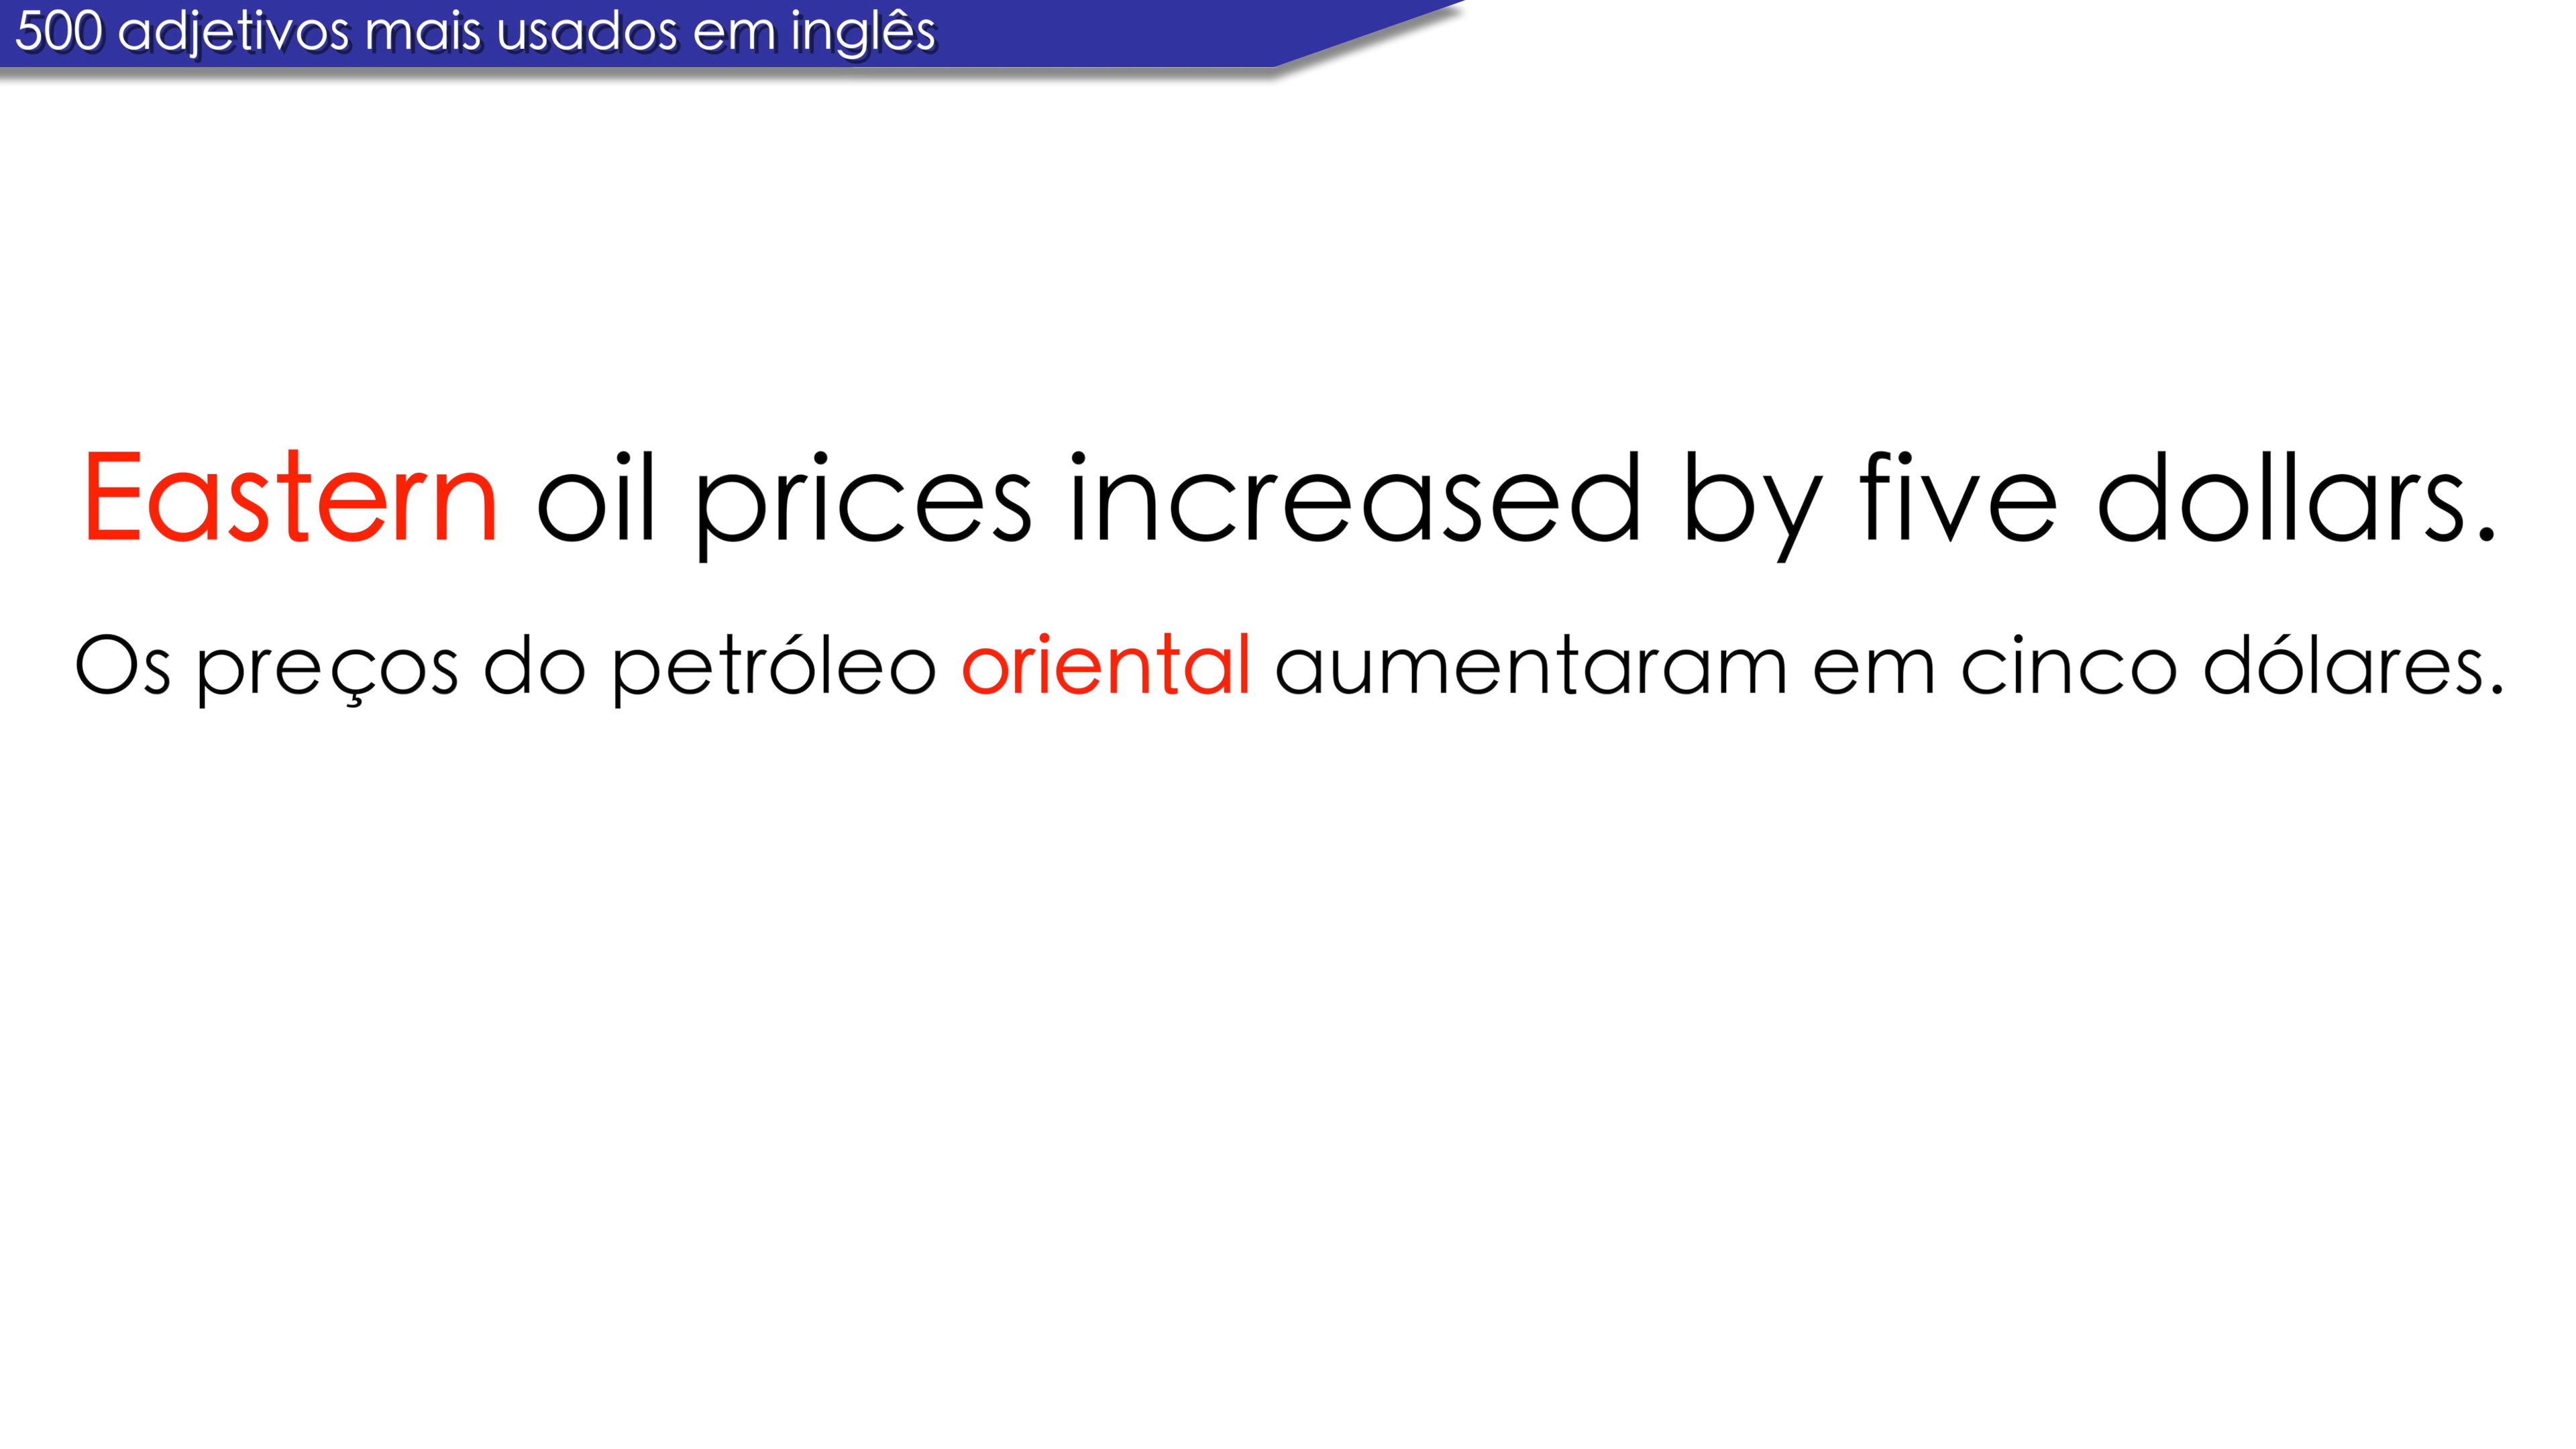 500 adjetivos mais usados em inglês
Eastern oil prices increased by five dollars.
Os preços do petróleo oriental aumentaram em cinco dólares.